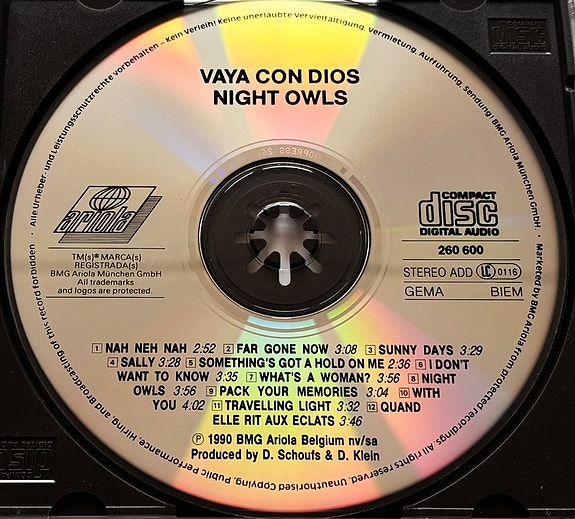 Alle Urheber- und Leistungsschutzrechte vorbehalten - Kein Verleih! Keine unerlaubte Vervielfältigung, Vermietung, Aufführung, Sendung! BMG Ariola München GmbH. · Marketed by BMG Ariola
VAYA CON DIOS
NIGHT OWLS
ariola
TM(s)® MARCA(s)
REGISTRADA(s)
BMG Ariola München GmbH
All trademarks
and logos are protected.
COMPACT
disc
DIGITAL AUDIO
260 600
STEREO ADD LC 0116
GEMA BIEM
1 NAH NEH NAH 2:52 2 FAR GONE NOW 3:08 3 SUNNY DAYS 3:29
4 SALLY 3:28 5 SOMETHING'S GOT A HOLD ON ME 2:36 6 I DON'T
WANT TO KNOW 3:35 7 WHAT'S A WOMAN? 3:56 8 NIGHT
OWLS 3:56 9 PACK YOUR MEMORIES 3:04 10 WITH
YOU 4:02 11 TRAVELLING LIGHT 3:32 12 QUAND
ELLE RIT AUX ECLATS 3:46
Ⓟ 1990 BMG Ariola Belgium nv/sa
Produced by D. Schoufs & D. Klein
All rights reserved. Unauthorised Copying, Public Performance Hiring, and Broadcasting of this record forbidden ·